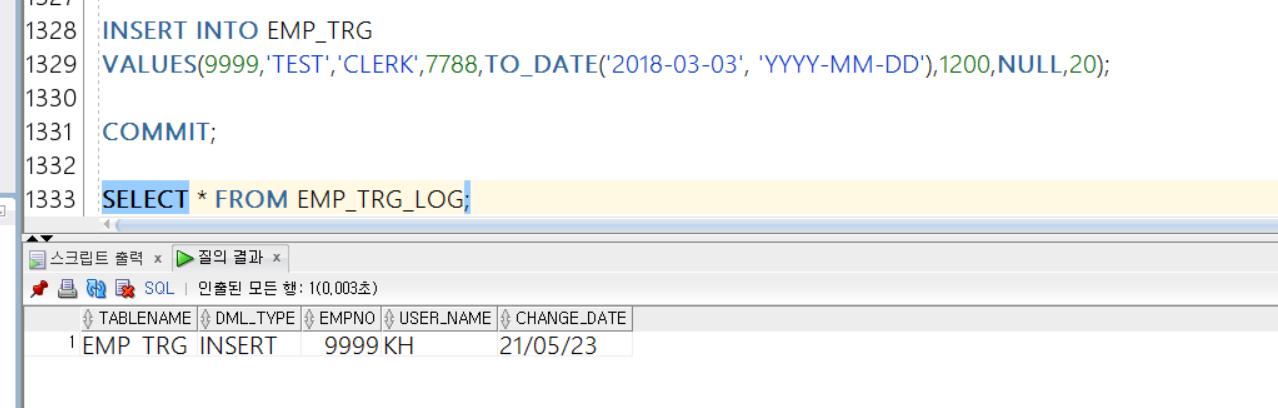 1327
1328 INSERT INTO EMP_TRG
1329 VALUES(9999,'TEST','CLERK',7788,TO_DATE('2018-03-03', 'YYYY-MM-DD'),1200,NULL,20);
1330
1331 COMMIT;
1332
1333 SELECT * FROM EMP_TRG_LOG;
스크립트 출력 x 질의 결과 x
SQL | 인출된 모든 행: 1(0,003초)
TABLENAME DML_TYPE EMPNO USER_NAME CHANGE_DATE
1 EMP_TRG INSERT 9999 KH 21/05/23